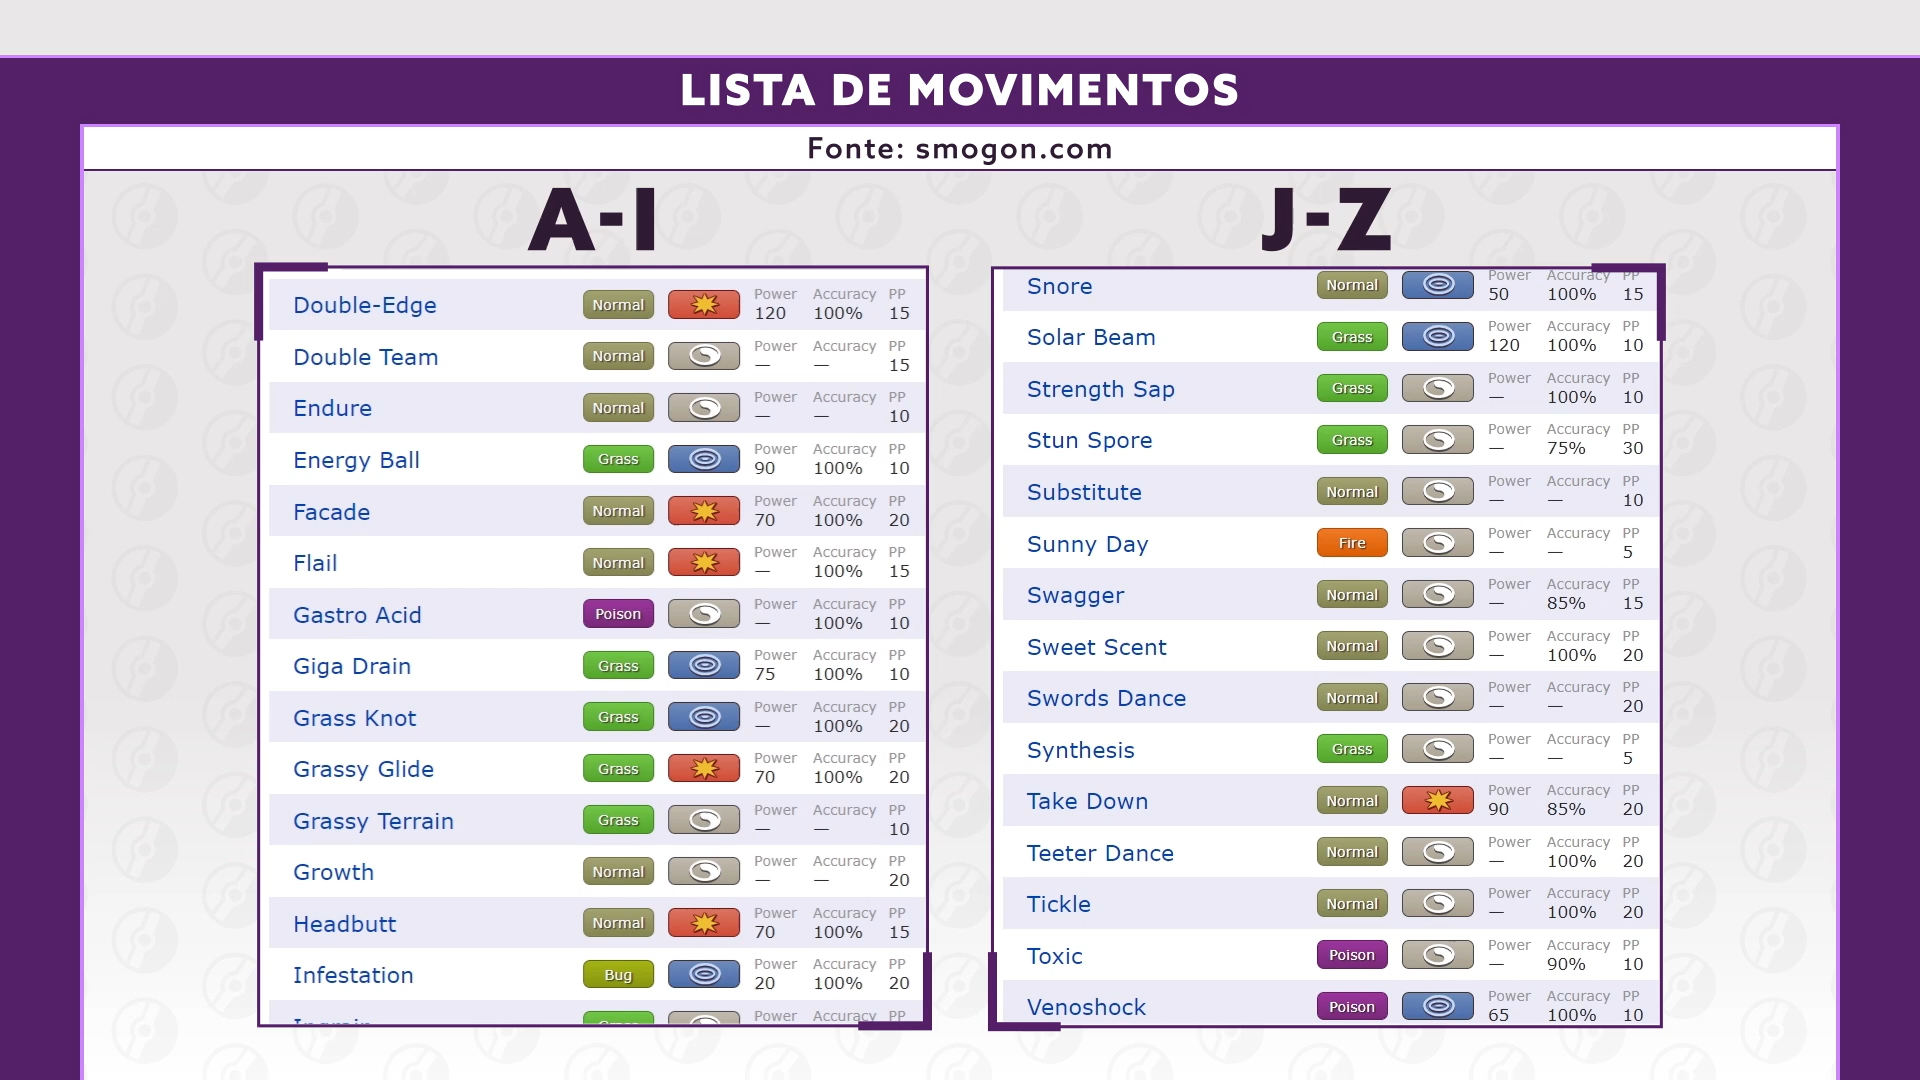 LISTA DE MOVIMENTOS
Fonte: smogon.com
A-I
Double-Edge Normal Power 120 Accuracy 100% PP 15
Double Team Normal Power — Accuracy — PP 15
Endure Normal Power — Accuracy — PP 10
Energy Ball Grass Power 90 Accuracy 100% PP 10
Facade Normal Power 70 Accuracy 100% PP 20
Flail Normal Power — Accuracy 100% PP 15
Gastro Acid Poison Power — Accuracy 100% PP 10
Giga Drain Grass Power 75 Accuracy 100% PP 10
Grass Knot Grass Power — Accuracy 100% PP 20
Grassy Glide Grass Power 70 Accuracy 100% PP 20
Grassy Terrain Grass Power — Accuracy — PP 10
Growth Normal Power — Accuracy — PP 20
Headbutt Normal Power 70 Accuracy 100% PP 15
Infestation Bug Power 20 Accuracy 100% PP 20
Ingrain Grass Power Accuracy PP
J-Z
Snore Normal Power 50 Accuracy 100% PP 15
Solar Beam Grass Power 120 Accuracy 100% PP 10
Strength Sap Grass Power — Accuracy 100% PP 10
Stun Spore Grass Power — Accuracy 75% PP 30
Substitute Normal Power — Accuracy — PP 10
Sunny Day Fire Power — Accuracy — PP 5
Swagger Normal Power — Accuracy 85% PP 15
Sweet Scent Normal Power — Accuracy 100% PP 20
Swords Dance Normal Power — Accuracy — PP 20
Synthesis Grass Power — Accuracy — PP 5
Take Down Normal Power 90 Accuracy 85% PP 20
Teeter Dance Normal Power — Accuracy 100% PP 20
Tickle Normal Power — Accuracy 100% PP 20
Toxic Poison Power — Accuracy 90% PP 10
Venoshock Poison Power 65 Accuracy 100% PP 10